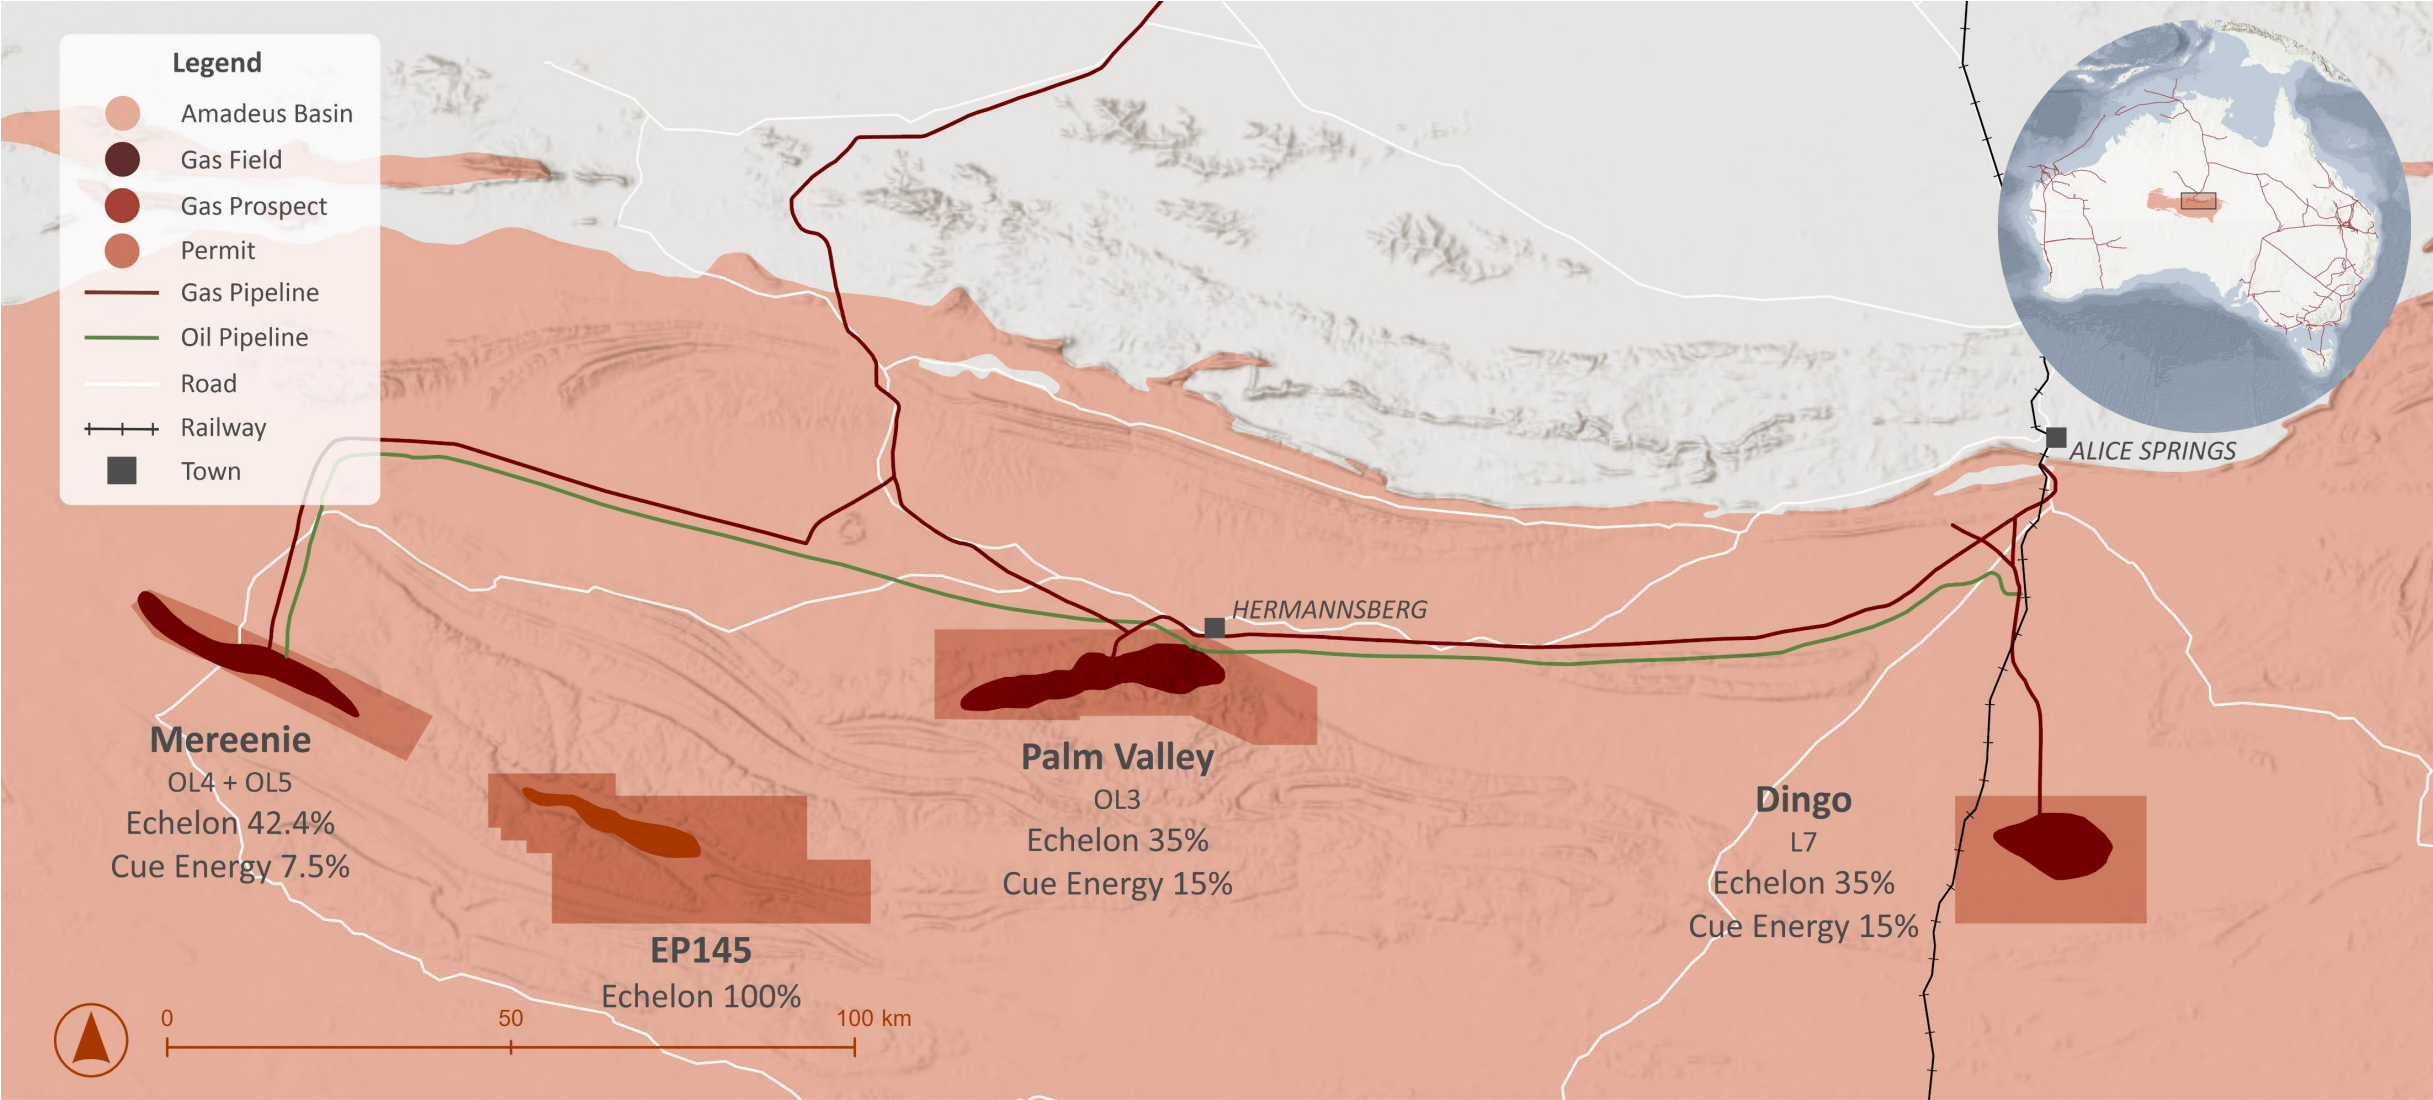 Legend
Amadeus Basin
Gas Field
Gas Prospect
Permit
Gas Pipeline
Oil Pipeline
Road
Railway
Town
ALICE SPRINGS
HERMANNSBERG
Mereenie
OL4 + OL5
Echelon 42.4%
Cue Energy 7.5%
Palm Valley
OL3
Echelon 35%
Cue Energy 15%
Dingo
L7
Echelon 35%
Cue Energy 15%
EP145
Echelon 100%
0 50 100 km